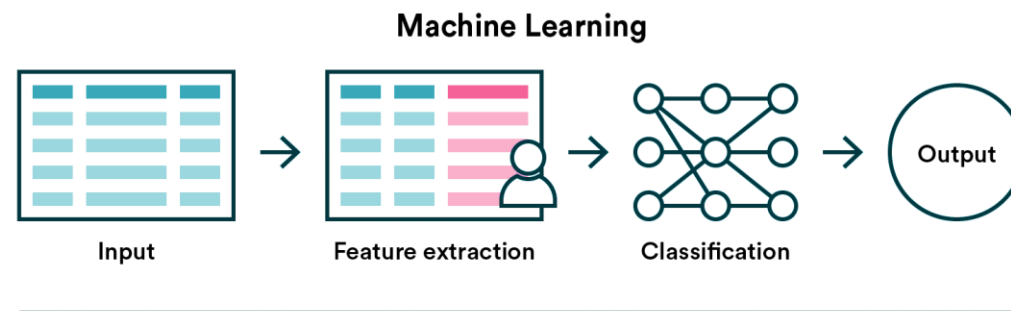 Machine Learning
Output
Input
Feature extraction
Classification